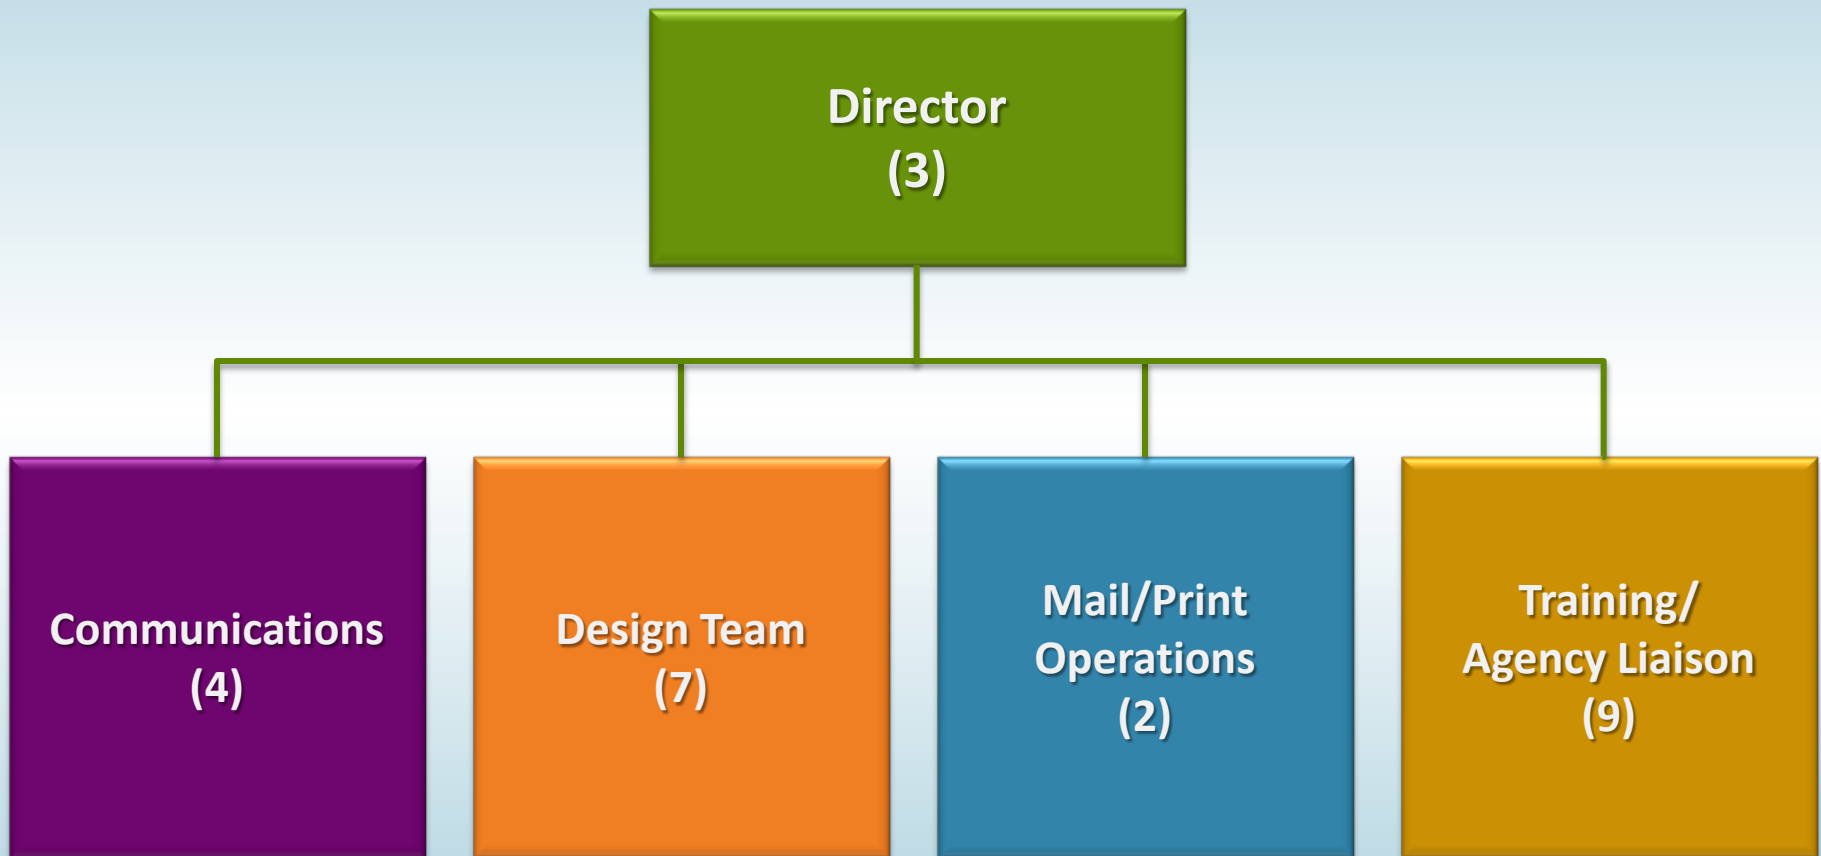 Director
(3)
Communications
(4)
Design Team
(7)
Mail/Print
Operations
(2)
Training/
Agency Liaison
(9)